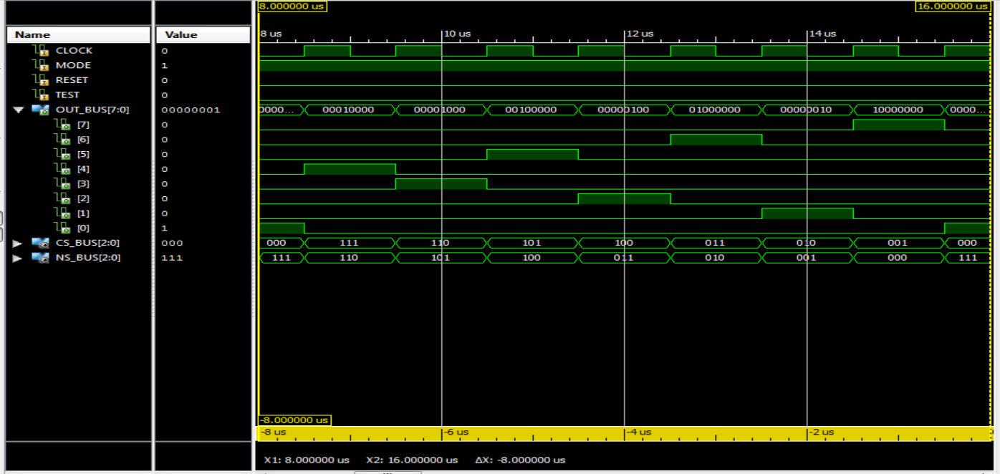 8.000000 us 16.000000 us
Name Value
8 us 10 us 12 us 14 us
CLOCK 0
MODE 1
RESET 0
TEST 0
OUT_BUS[7:0] 00000001 0000... 00010000 00001000 00100000 00000100 01000000 00000010 10000000 0000...
[7] 0
[6] 0
[5] 0
[4] 0
[3] 0
[2] 0
[1] 0
[0] 1
CS_BUS[2:0] 000 000 111 110 101 100 011 010 001 000
NS_BUS[2:0] 111 111 110 101 100 011 010 001 000 111
-8.000000 us
-8 us -6 us -4 us -2 us
X1: 8.000000 us X2: 16.000000 us ΔX: -8.000000 us